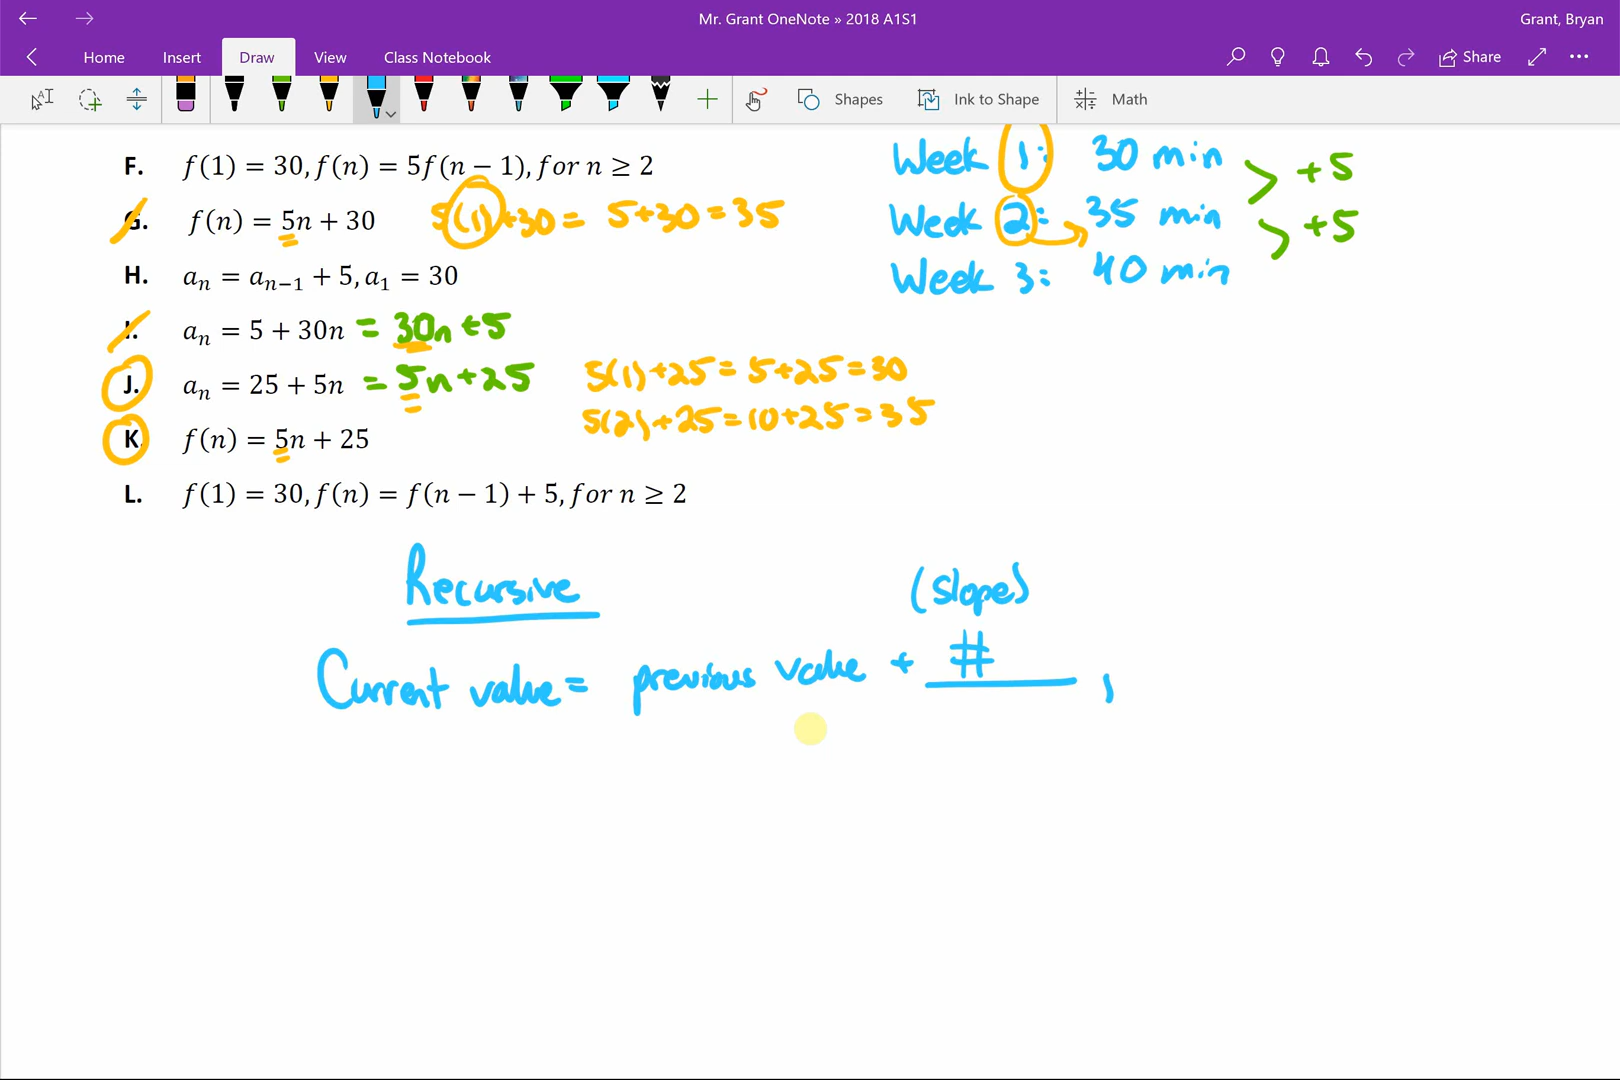 Mr. Grant OneNote » 2018 A1S1
Grant, Bryan
Home Insert Draw View Class Notebook
Share
Shapes Ink to Shape Math
F. f(1) = 30, f(n) = 5f(n − 1), for n ≥ 2
G. f(n) = 5n + 30 5(1)+30 = 5+30=35
H. aₙ = aₙ₋₁ + 5, a₁ = 30
I. aₙ = 5 + 30n = 30n+5
J. aₙ = 25 + 5n = 5n+25
5(1)+25=5+25=30
5(2)+25=10+25=35
K. f(n) = 5n + 25
L. f(1) = 30, f(n) = f(n − 1) + 5, for n ≥ 2
Week 1: 30 min
> +5
Week 2: 35 min
> +5
Week 3: 40 min
Recursive
(slope)
Current value = previous value + # ,